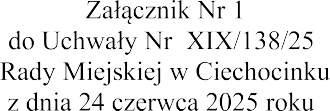 Załącznik Nr 1
do Uchwały Nr XIX/138/25
Rady Miejskiej w Ciechocinku
z dnia 24 czerwca 2025 roku